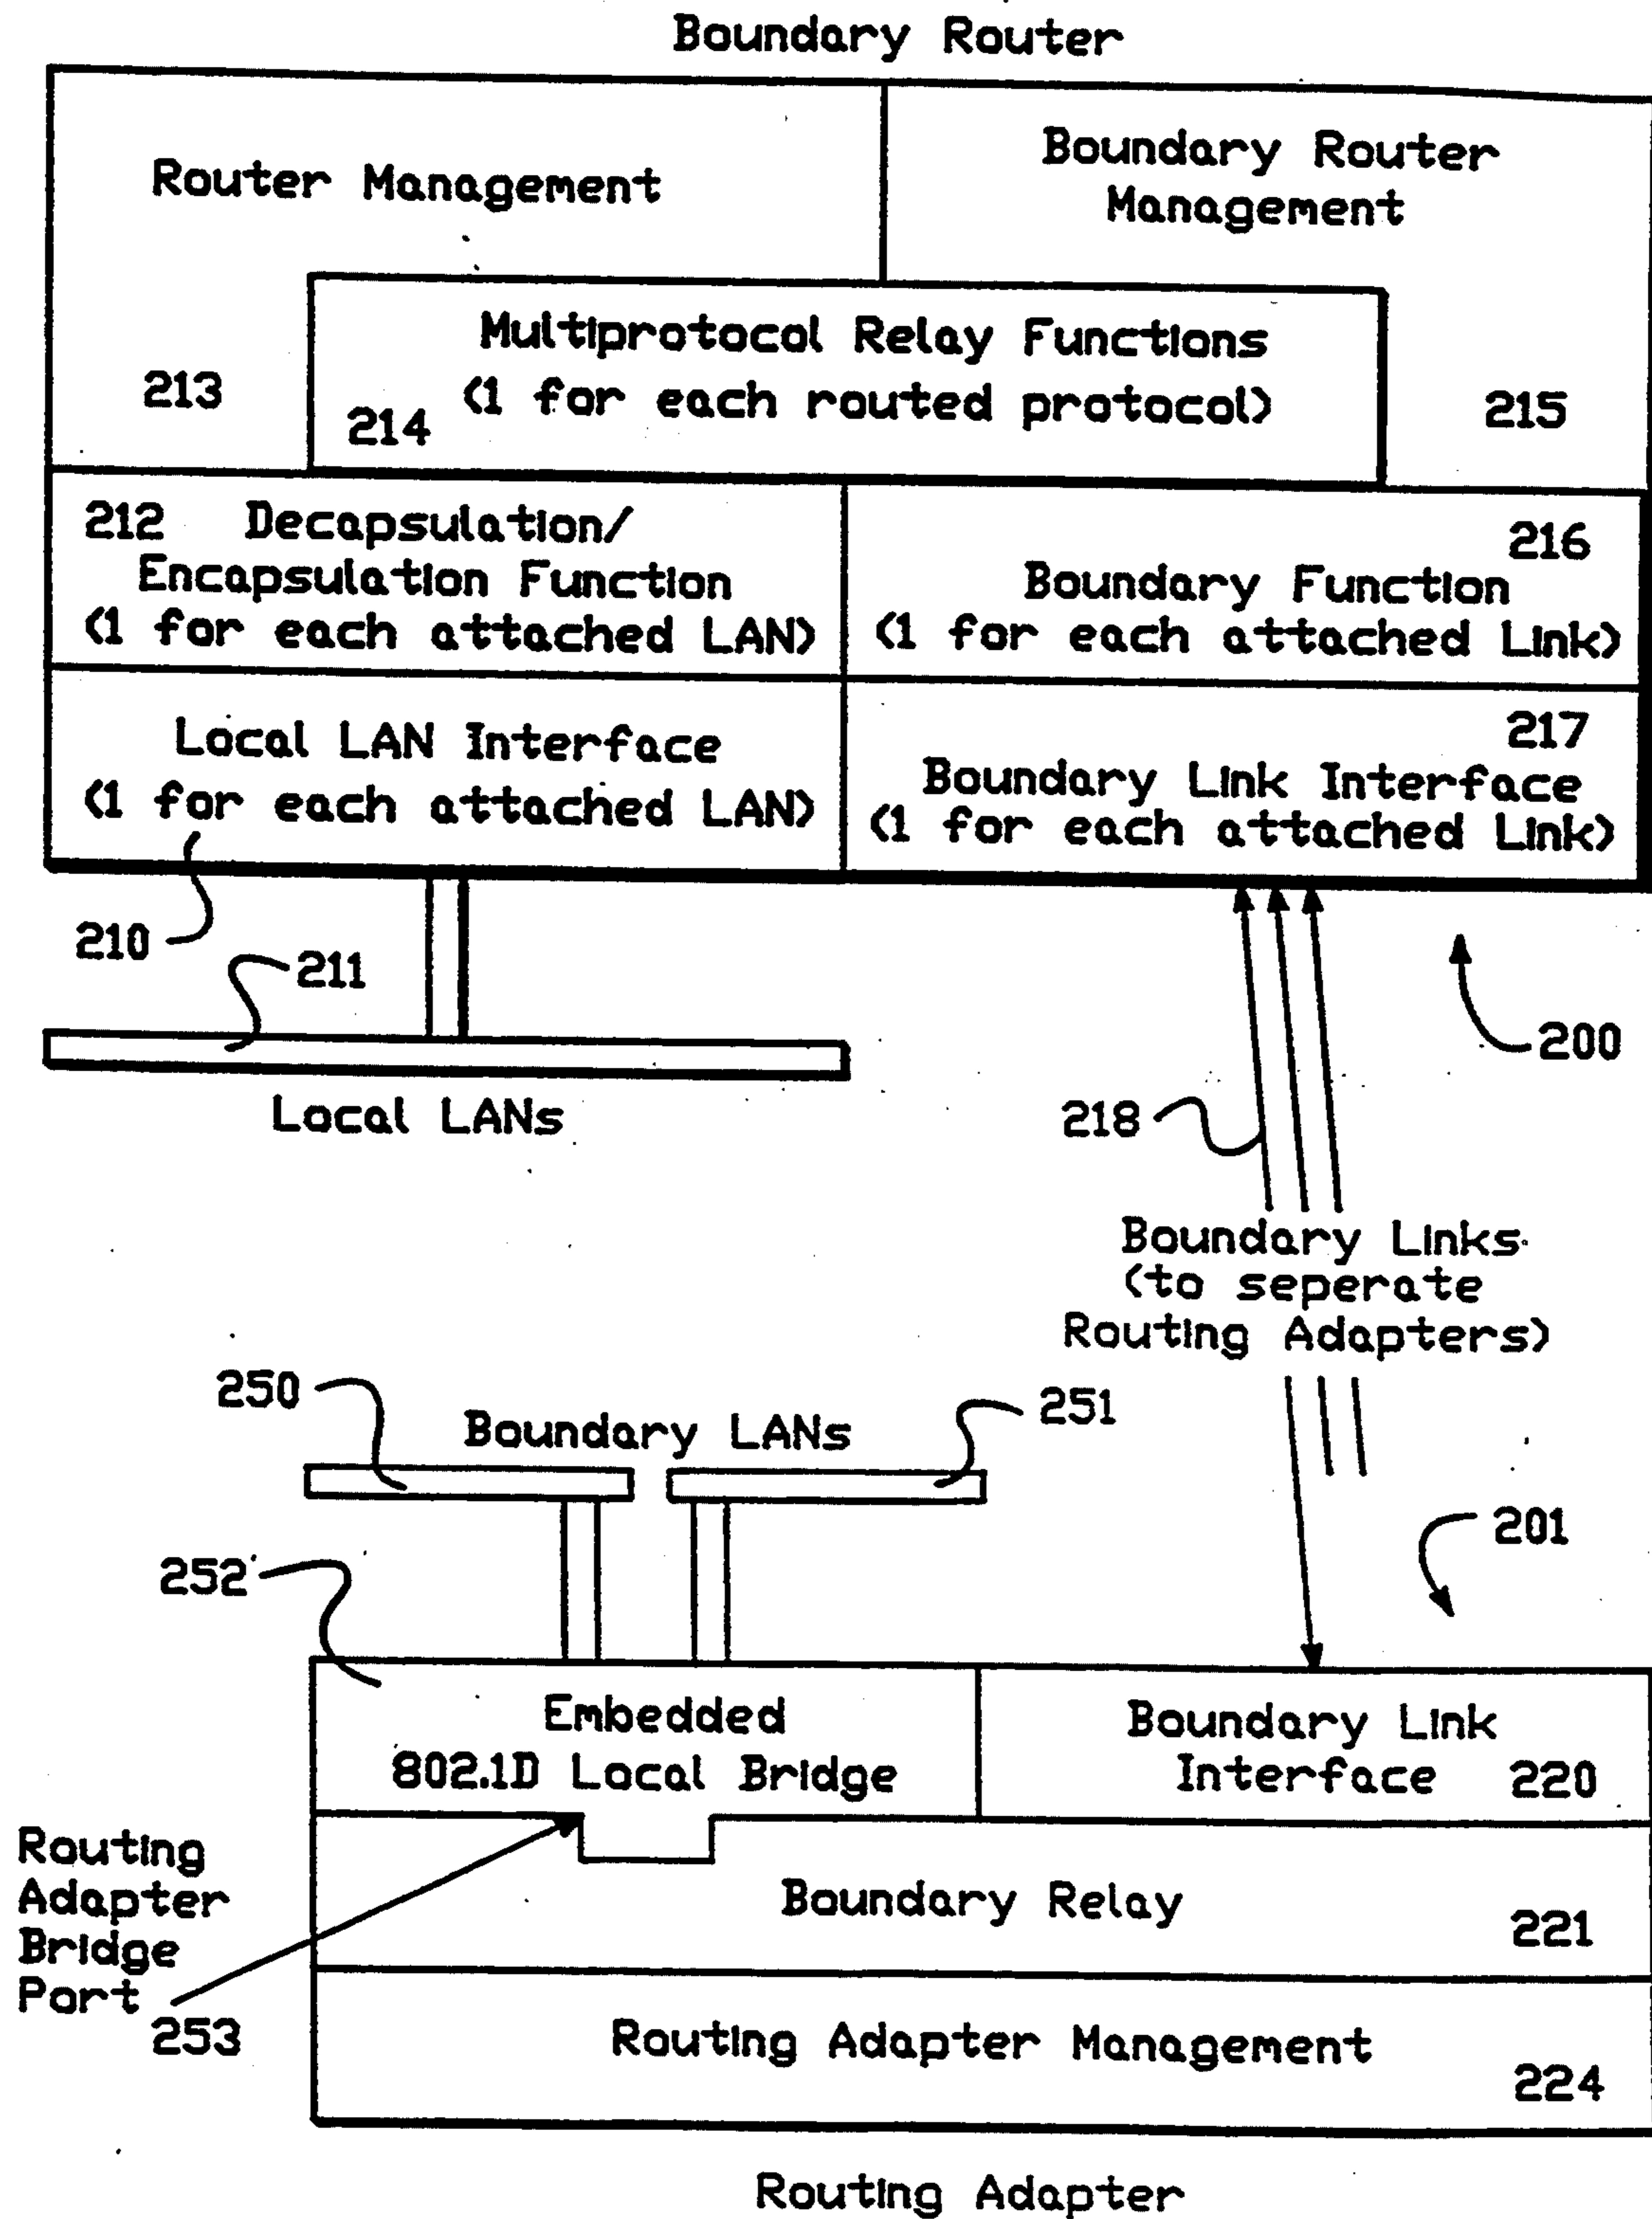 Boundary Router
Router Management
Boundary Router
Management
Multiprotocol Relay Functions
(1 for each routed protocol)
213
214
215
212 Decapsulation/
Encapsulation Function
(1 for each attached LAN)
216
Boundary Function
(1 for each attached Link)
Local LAN Interface
(1 for each attached LAN)
217
Boundary Link Interface
(1 for each attached Link)
210
211
200
Local LANs
218
Boundary Links
(to seperate
Routing Adapters)
250
Boundary LANs
251
201
252
Embedded
802.1D Local Bridge
Boundary Link
Interface 220
Routing
Adapter
Bridge
Port
253
Boundary Relay
221
Routing Adapter Management
224
Routing Adapter